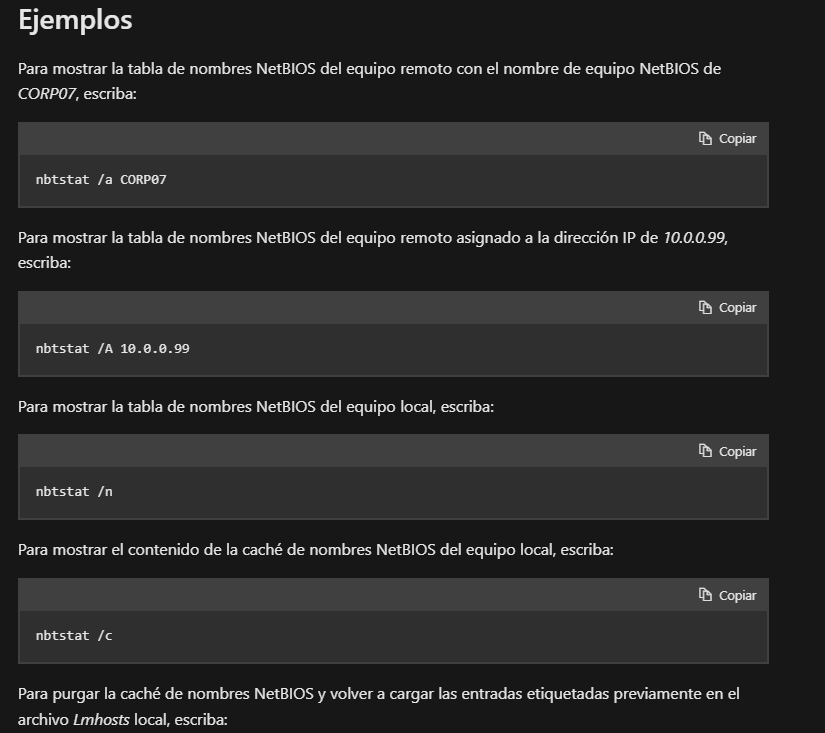 Ejemplos
Para mostrar la tabla de nombres NetBIOS del equipo remoto con el nombre de equipo NetBIOS de
CORP07, escriba:
Copiar
nbtstat /a CORP07
Para mostrar la tabla de nombres NetBIOS del equipo remoto asignado a la dirección IP de 10.0.0.99,
escriba:
Copiar
nbtstat /A 10.0.0.99
Para mostrar la tabla de nombres NetBIOS del equipo local, escriba:
Copiar
nbtstat /n
Para mostrar el contenido de la caché de nombres NetBIOS del equipo local, escriba:
Copiar
nbtstat /c
Para purgar la caché de nombres NetBIOS y volver a cargar las entradas etiquetadas previamente en el
archivo Lmhosts local, escriba: